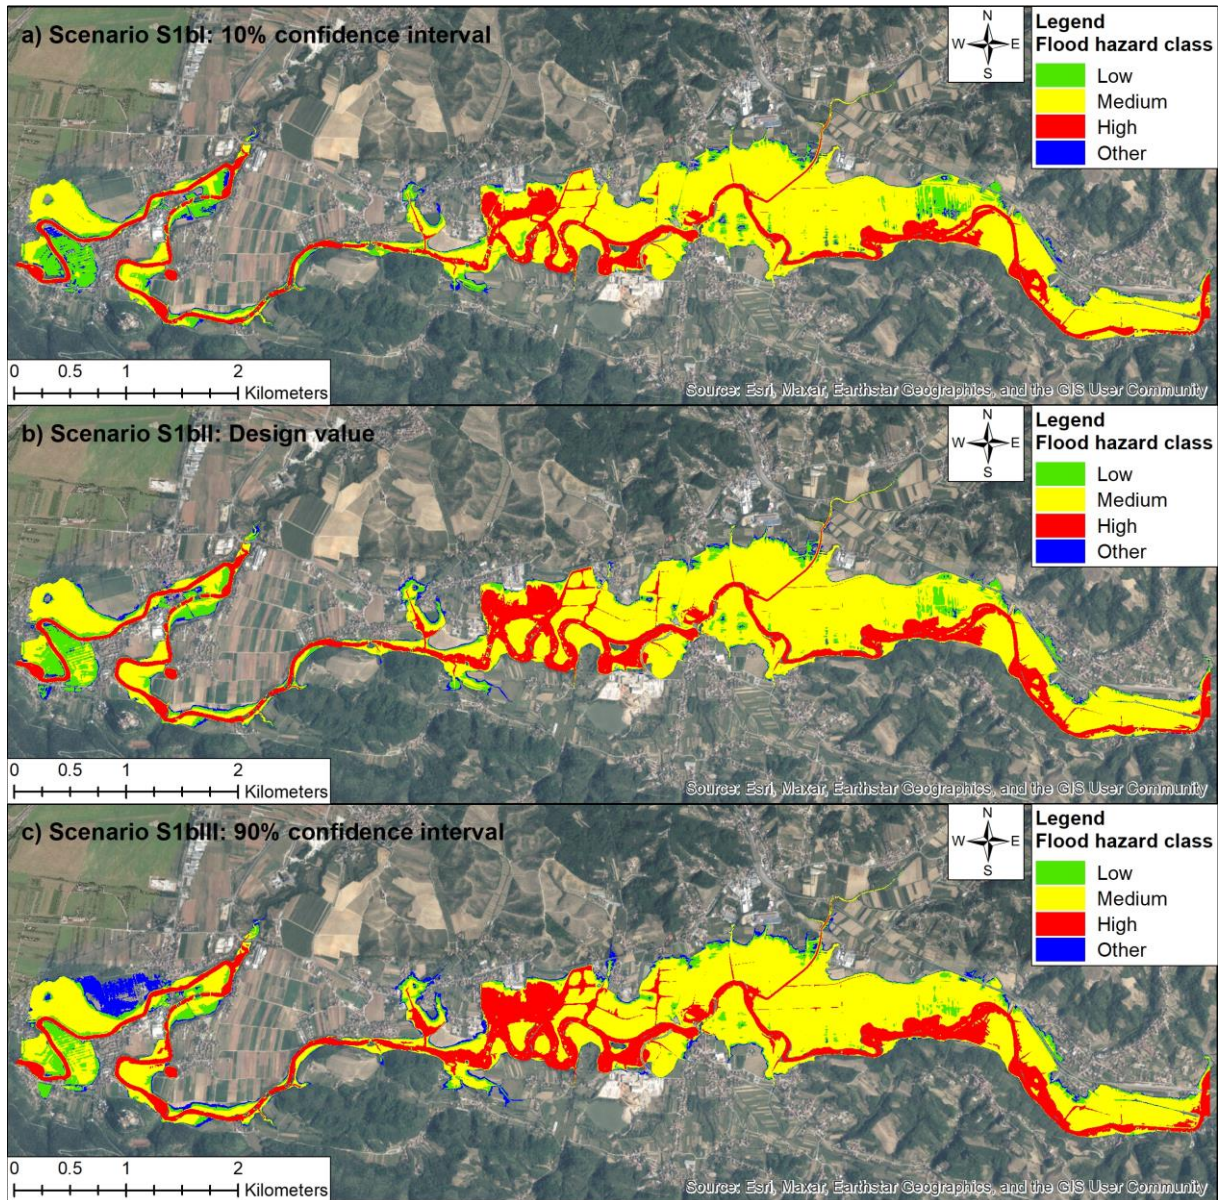 a) Scenario S1bI: 10% confidence interval
N
W E
S
Legend
Flood hazard class
Low
Medium
High
Other
0 0.5 1 2
Kilometers
Source: Esri, Maxar, Earthstar Geographics, and the GIS User Community
b) Scenario S1bII: Design value
N
W E
S
Legend
Flood hazard class
Low
Medium
High
Other
0 0.5 1 2
Kilometers
Source: Esri, Maxar, Earthstar Geographics, and the GIS User Community
c) Scenario S1bIII: 90% confidence interval
N
W E
S
Legend
Flood hazard class
Low
Medium
High
Other
0 0.5 1 2
Kilometers
Source: Esri, Maxar, Earthstar Geographics, and the GIS User Community